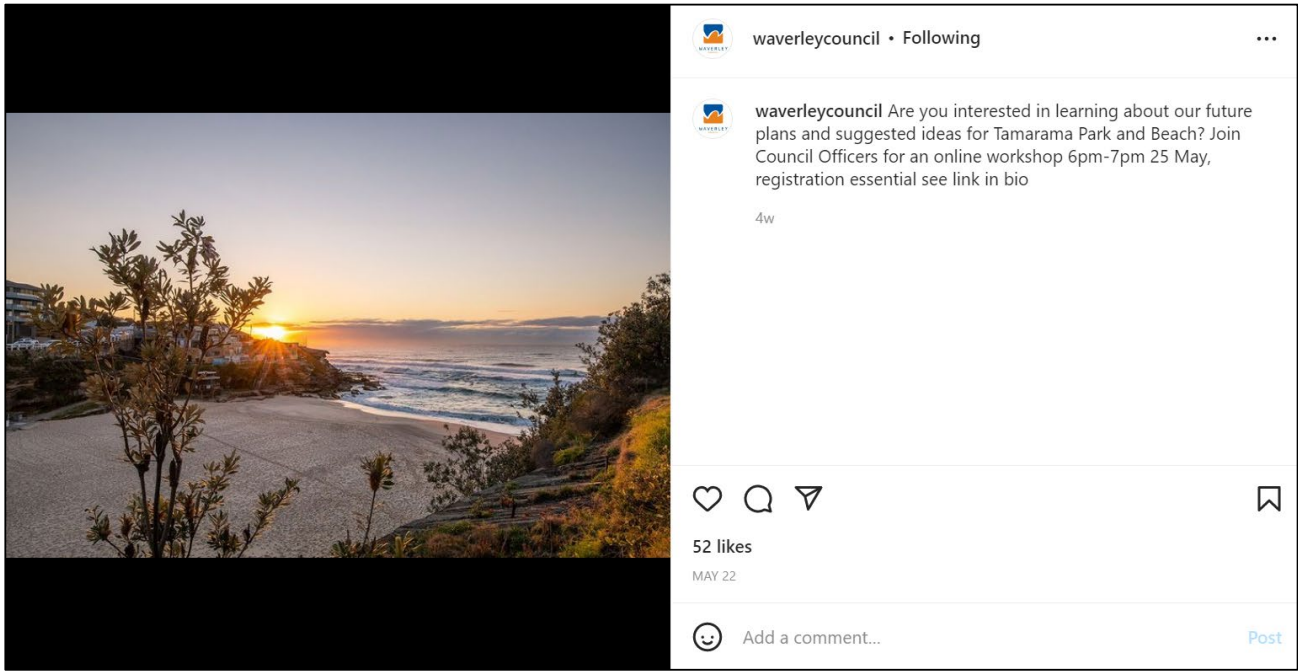 WAVERLEY
waverleycouncil • Following
WAVERLEY
waverleycouncil Are you interested in learning about our future
plans and suggested ideas for Tamarama Park and Beach? Join
Council Officers for an online workshop 6pm-7pm 25 May,
registration essential see link in bio
4w
52 likes
MAY 22
Add a comment...
Post